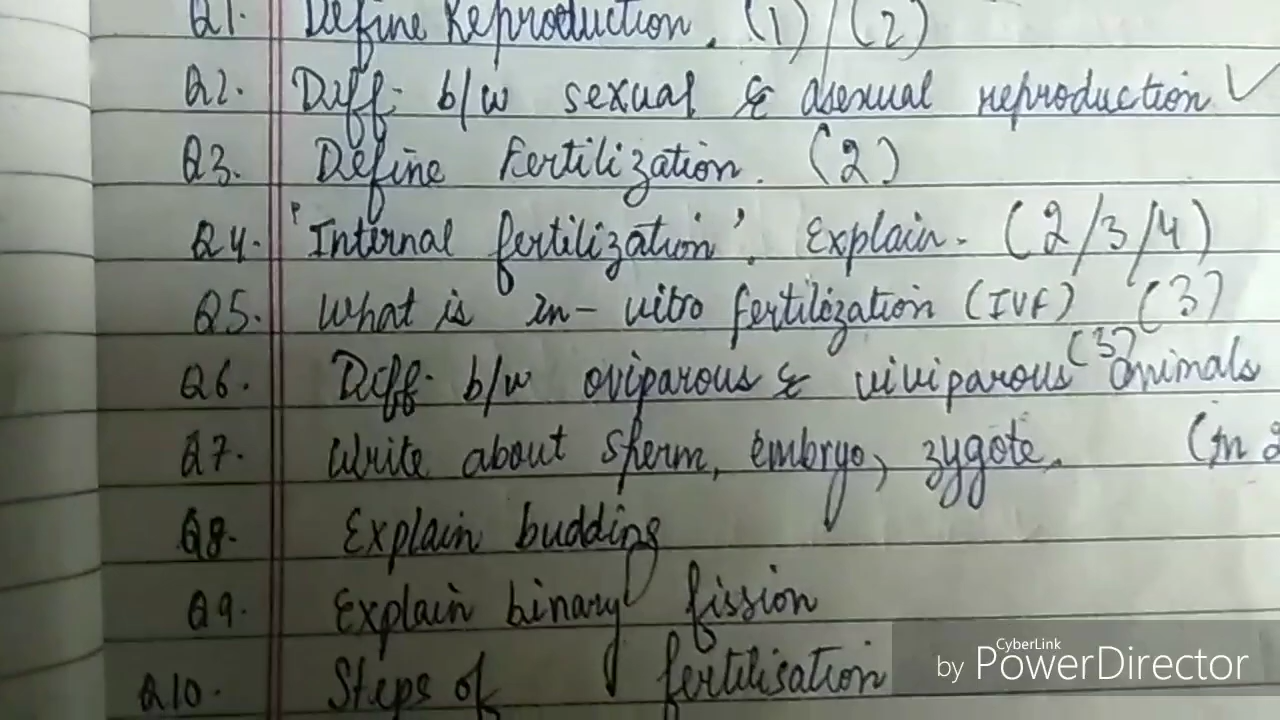 Q1. Define Reproduction. (1)/(2)
Q2. Diff. b/w sexual & asexual reproduction ✓
Q3. Define Fertilization. (2)
Q4. 'Internal fertilization'. Explain. (2/3/4)
Q5. What is In-vitro fertilization (IVF) (3)
(3)
Q6. Diff. b/w oviparous & viviparous animals
Q7. Write about sperm, embryo, zygote. (in 2
Q8. Explain budding
Q9. Explain binary fission
Q10. Steps of fertilisation
CyberLink
by PowerDirector